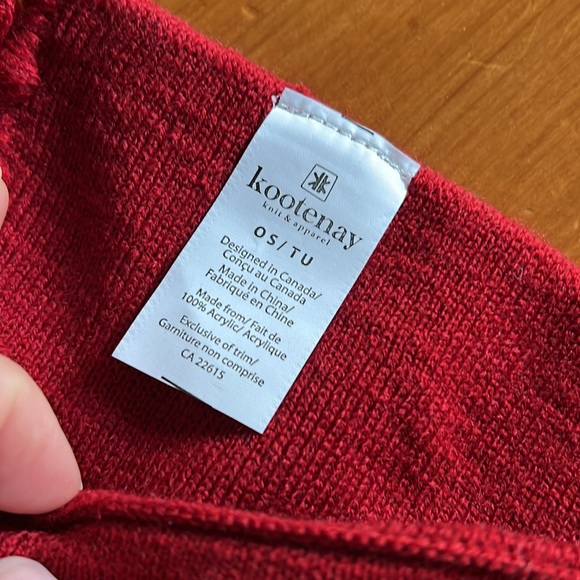 kootenay
knit & apparel
OS/TU
Designed in Canada/
Conçu au Canada
Made in China/
Fabriqué en Chine
Made from/ Fait de
100% Acrylic/ Acrylique
Exclusive of trim/
Garniture non comprise
CA 22615